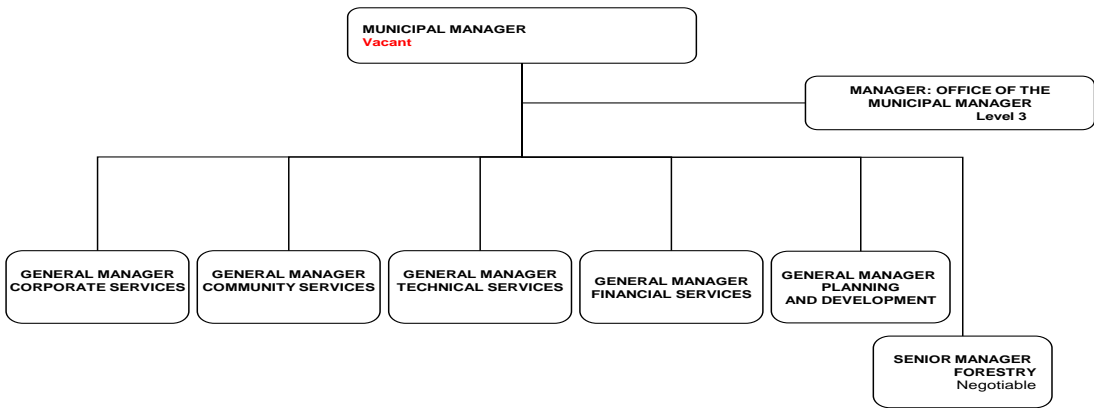 MUNICIPAL MANAGER
Vacant
MANAGER: OFFICE OF THE
MUNICIPAL MANAGER
Level 3
GENERAL MANAGER
CORPORATE SERVICES
GENERAL MANAGER
COMMUNITY SERVICES
GENERAL MANAGER
TECHNICAL SERVICES
GENERAL MANAGER
FINANCIAL SERVICES
GENERAL MANAGER
PLANNING
AND DEVELOPMENT
SENIOR MANAGER
FORESTRY
Negotiable